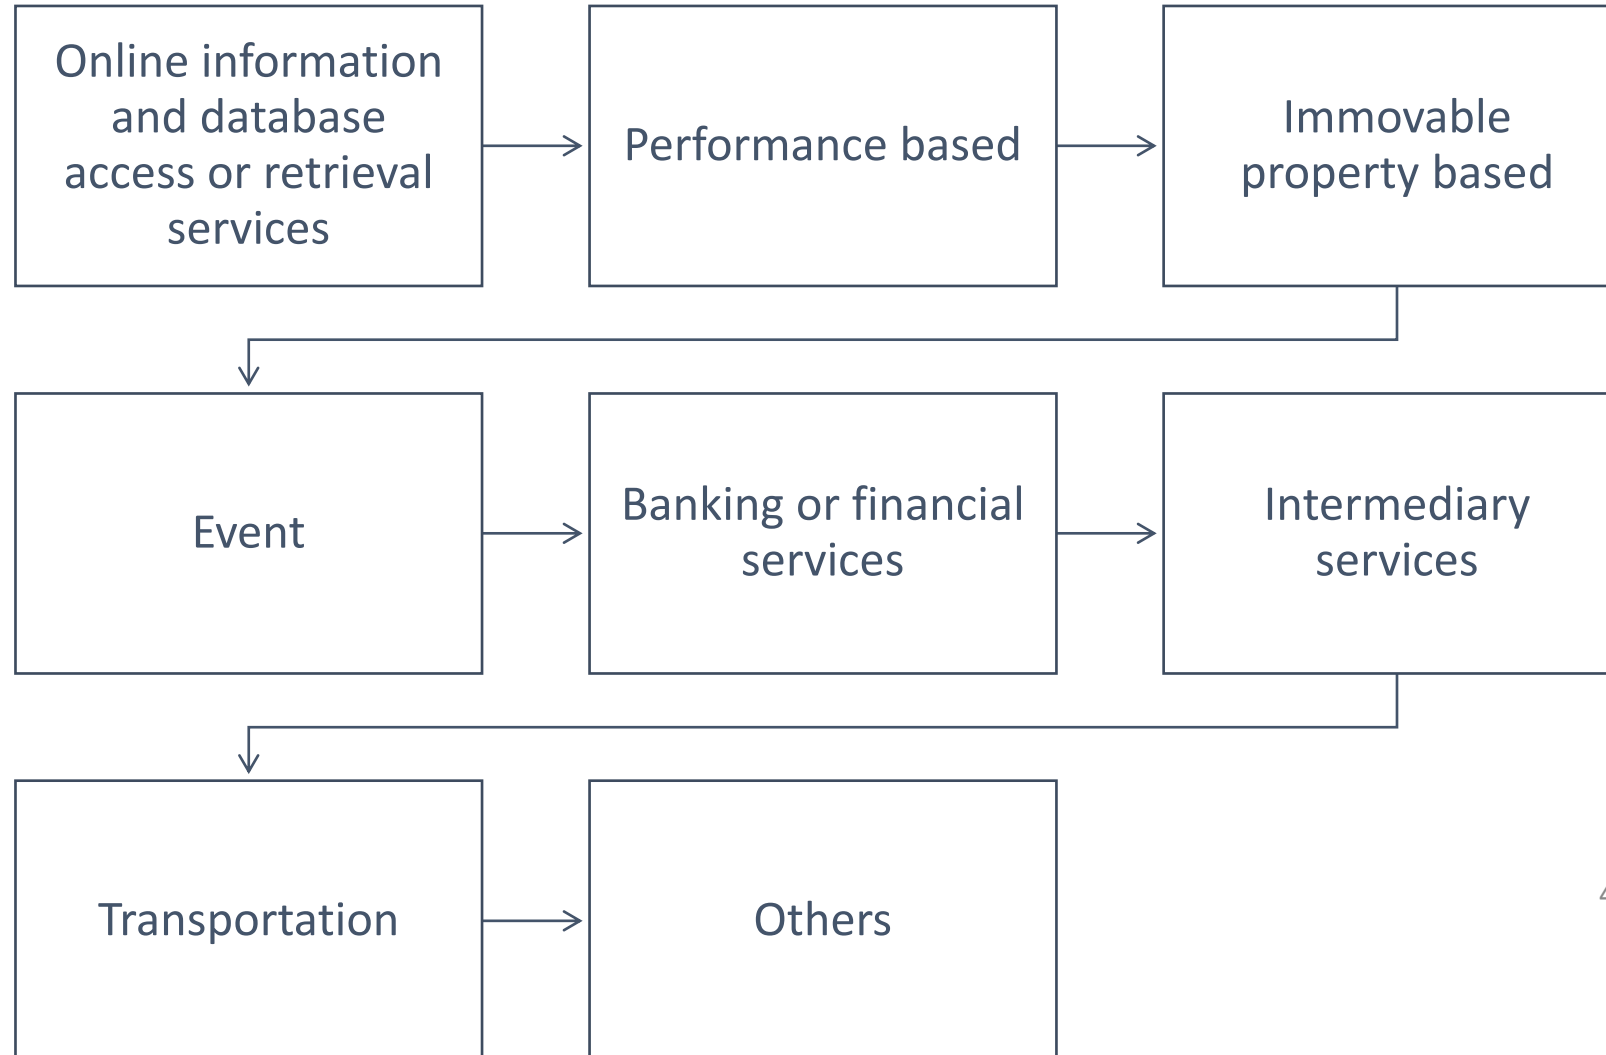 Online information
and database
access or retrieval
services
Performance based
Immovable
property based
Event
Banking or financial
services
Intermediary
services
Transportation
Others